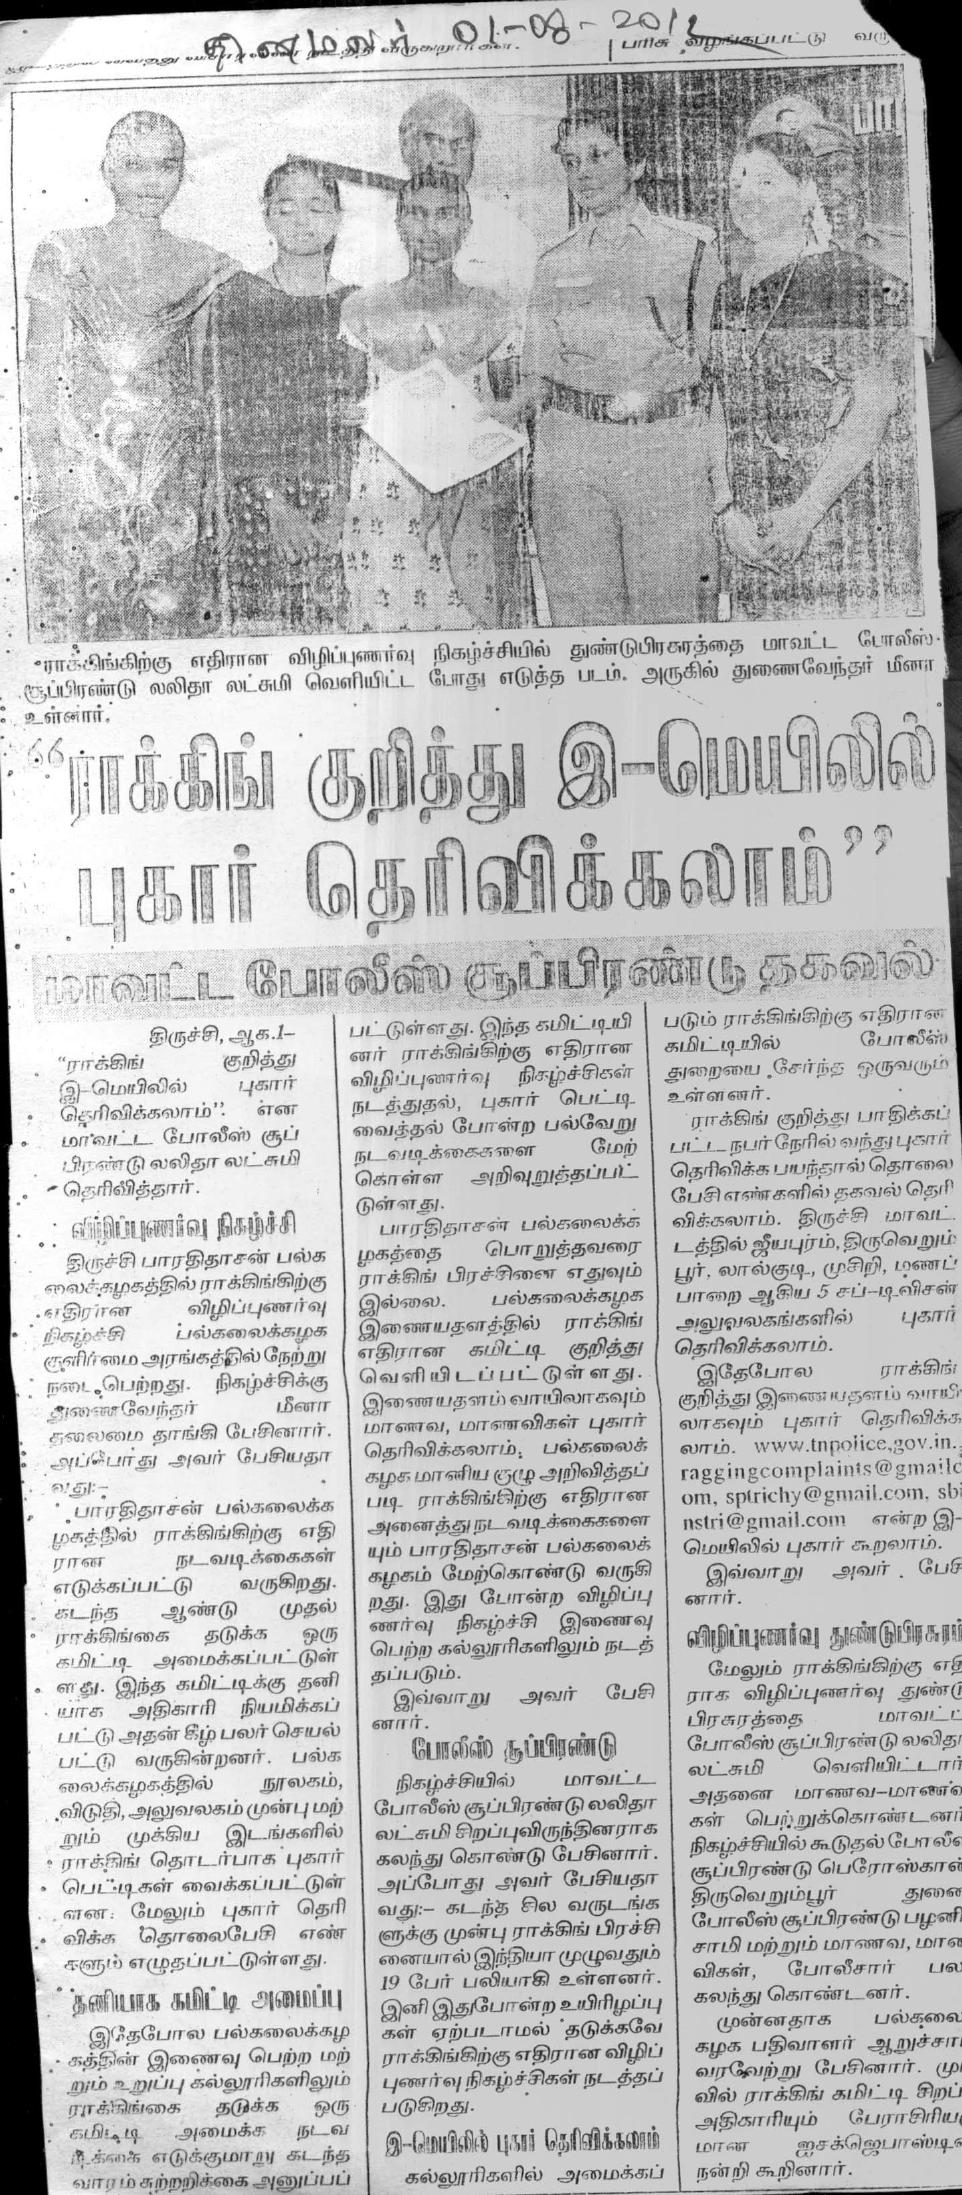 தினமலர் 01-08-2012
பரிசு வழங்கப்பட்டு
ராக்கிங்கிற்கு எதிரான விழிப்புணர்வு நிகழ்ச்சியில் துண்டுபிரசுரத்தை மாவட்ட போலீஸ்
சூப்பிரண்டு லலிதா லட்சுமி வெளியிட்ட போது எடுத்த படம். அருகில் துணைவேந்தர் மீனா
உள்ளார்.
“ராக்கிங் குறித்து இ-மெயிலில்
புகார் தெரிவிக்கலாம்”
மாவட்ட போலீஸ் சூப்பிரண்டு தகவல்
திருச்சி, ஆக.1-
“ராக்கிங் குறித்து
இ-மெயிலில் புகார்
தெரிவிக்கலாம்”. என
மாவட்ட போலீஸ் சூப்
பிரண்டு லலிதா லட்சுமி
தெரிவித்தார்.
விழிப்புணர்வு நிகழ்ச்சி
திருச்சி பாரதிதாசன் பல்க
லைக்கழகத்தில் ராக்கிங்கிற்கு
எதிரான விழிப்புணர்வு
நிகழ்ச்சி பல்கலைக்கழக
குளிர்மை அரங்கத்தில் நேற்று
நடைபெற்றது. நிகழ்ச்சிக்கு
துணைவேந்தர் மீனா
தலைமை தாங்கி பேசினார்.
அப்போது அவர் பேசியதா
வது:-
பாரதிதாசன் பல்கலைக்க
ழகத்தில் ராக்கிங்கிற்கு எதி
ரான நடவடிக்கைகள்
எடுக்கப்பட்டு வருகிறது.
கடந்த ஆண்டு முதல்
ராக்கிங்கை தடுக்க ஒரு
கமிட்டி அமைக்கப்பட்டுள்
ளது. இந்த கமிட்டிக்கு தனி
யாக அதிகாரி நியமிக்கப்
பட்டு அதன் கீழ் பலர் செயல்
பட்டு வருகின்றனர். பல்க
லைக்கழகத்தில் நூலகம்,
விடுதி, அலுவலகம் முன்பு மற்
றும் முக்கிய இடங்களில்
ராக்கிங் தொடர்பாக புகார்
பெட்டிகள் வைக்கப்பட்டுள்
ளன. மேலும் புகார் தெரி
விக்க தொலைபேசி எண்
களும் எழுதப்பட்டுள்ளது.
தனியாக கமிட்டி அமைப்பு
இதேபோல பல்கலைக்கழ
கத்தின் இணைவு பெற்ற மற்
றும் உறுப்பு கல்லூரிகளிலும்
ராக்கிங்கை தடுக்க ஒரு
கமிட்டி அமைக்க நடவ
டிக்கை எடுக்குமாறு கடந்த
வாரம் சுற்றறிக்கை அனுப்பப்
பட்டுள்ளது. இந்த கமிட்டியி
னர் ராக்கிங்கிற்கு எதிரான
விழிப்புணர்வு நிகழ்ச்சிகள்
நடத்துதல், புகார் பெட்டி
வைத்தல் போன்ற பல்வேறு
நடவடிக்கைகளை மேற்
கொள்ள அறிவுறுத்தப்பட்
டுள்ளது.
பாரதிதாசன் பல்கலைக்க
ழகத்தை பொறுத்தவரை
ராக்கிங் பிரச்சினை எதுவும்
இல்லை. பல்கலைக்கழக
இணையதளத்தில் ராக்கிங்
எதிரான கமிட்டி குறித்து
வெளியிடப்பட்டுள்ளது.
இணையதளம் வாயிலாகவும்
மாணவ, மாணவிகள் புகார்
தெரிவிக்கலாம். பல்கலைக்
கழக மானிய குழு அறிவித்தப்
படி ராக்கிங்கிற்கு எதிரான
அனைத்து நடவடிக்கைகளை
யும் பாரதிதாசன் பல்கலைக்
கழகம் மேற்கொண்டு வருகி
றது. இது போன்ற விழிப்பு
ணர்வு நிகழ்ச்சி இணைவு
பெற்ற கல்லூரிகளிலும் நடத்
தப்படும்.
இவ்வாறு அவர் பேசி
னார்.
போலீஸ் சூப்பிரண்டு
நிகழ்ச்சியில் மாவட்ட
போலீஸ் சூப்பிரண்டு லலிதா
லட்சுமி சிறப்புவிருந்தினராக
கலந்து கொண்டு பேசினார்.
அப்போது அவர் பேசியதா
வது:- கடந்த சில வருடங்க
ளுக்கு முன்பு ராக்கிங் பிரச்சி
னையால் இந்தியா முழுவதும்
19 பேர் பலியாகி உள்ளனர்.
இனி இதுபோன்ற உயிரிழப்பு
கள் ஏற்படாமல் தடுக்கவே
ராக்கிங்கிற்கு எதிரான விழிப்
புணர்வு நிகழ்ச்சிகள் நடத்தப்
படுகிறது.
இ-மெயிலில் புகார் தெரிவிக்கலாம்
கல்லூரிகளில் அமைக்கப்
படும் ராக்கிங்கிற்கு எதிரான
கமிட்டியில் போலீஸ்
துறையை சேர்ந்த ஒருவரும்
உள்ளனர்.
ராக்கிங் குறித்து பாதிக்கப்
பட்ட நபர் நேரில் வந்து புகார்
தெரிவிக்க பயந்தால் தொலை
பேசி எண்களில் தகவல் தெரி
விக்கலாம். திருச்சி மாவட்
டத்தில் ஜீயபுரம், திருவெறும்
பூர், லால்குடி, முசிறி, மணப்
பாறை ஆகிய 5 சப்-டிவிசன்
அலுவலகங்களில் புகார்
தெரிவிக்கலாம்.
இதேபோல ராக்கிங்
குறித்து இணையதளம் வாயி
லாகவும் புகார் தெரிவிக்க
லாம். www.tnpolice,gov.in.,
raggingcomplaints@gmailc
om, sptrichy@gmail.com, sbi
nstri@gmail.com என்ற இ-
மெயிலில் புகார் கூறலாம்.
இவ்வாறு அவர் பேசி
னார்.
விழிப்புணர்வு துண்டுபிரசுரம்
மேலும் ராக்கிங்கிற்கு எதி
ராக விழிப்புணர்வு துண்டு
பிரசுரத்தை மாவட்ட
போலீஸ் சூப்பிரண்டு லலிதா
லட்சுமி வெளியிட்டார்
அதனை மாணவ-மாணவி
கள் பெற்றுக்கொண்டனர்
நிகழ்ச்சியில் கூடுதல் போலீஸ்
சூப்பிரண்டு பெரோஸ்கான்
திருவெறும்பூர் துணை
போலீஸ் சூப்பிரண்டு பழனி
சாமி மற்றும் மாணவ, மாண
விகள், போலீசார் பலர்
கலந்து கொண்டனர்.
முன்னதாக பல்கலை
கழக பதிவாளர் ஆறுச்சாமி
வரவேற்று பேசினார். முடி
வில் ராக்கிங் கமிட்டி சிறப்பு
அதிகாரியும் பேராசிரியரு
மான ஐசக்ஜெபாஸ்டின்
நன்றி கூறினார்.